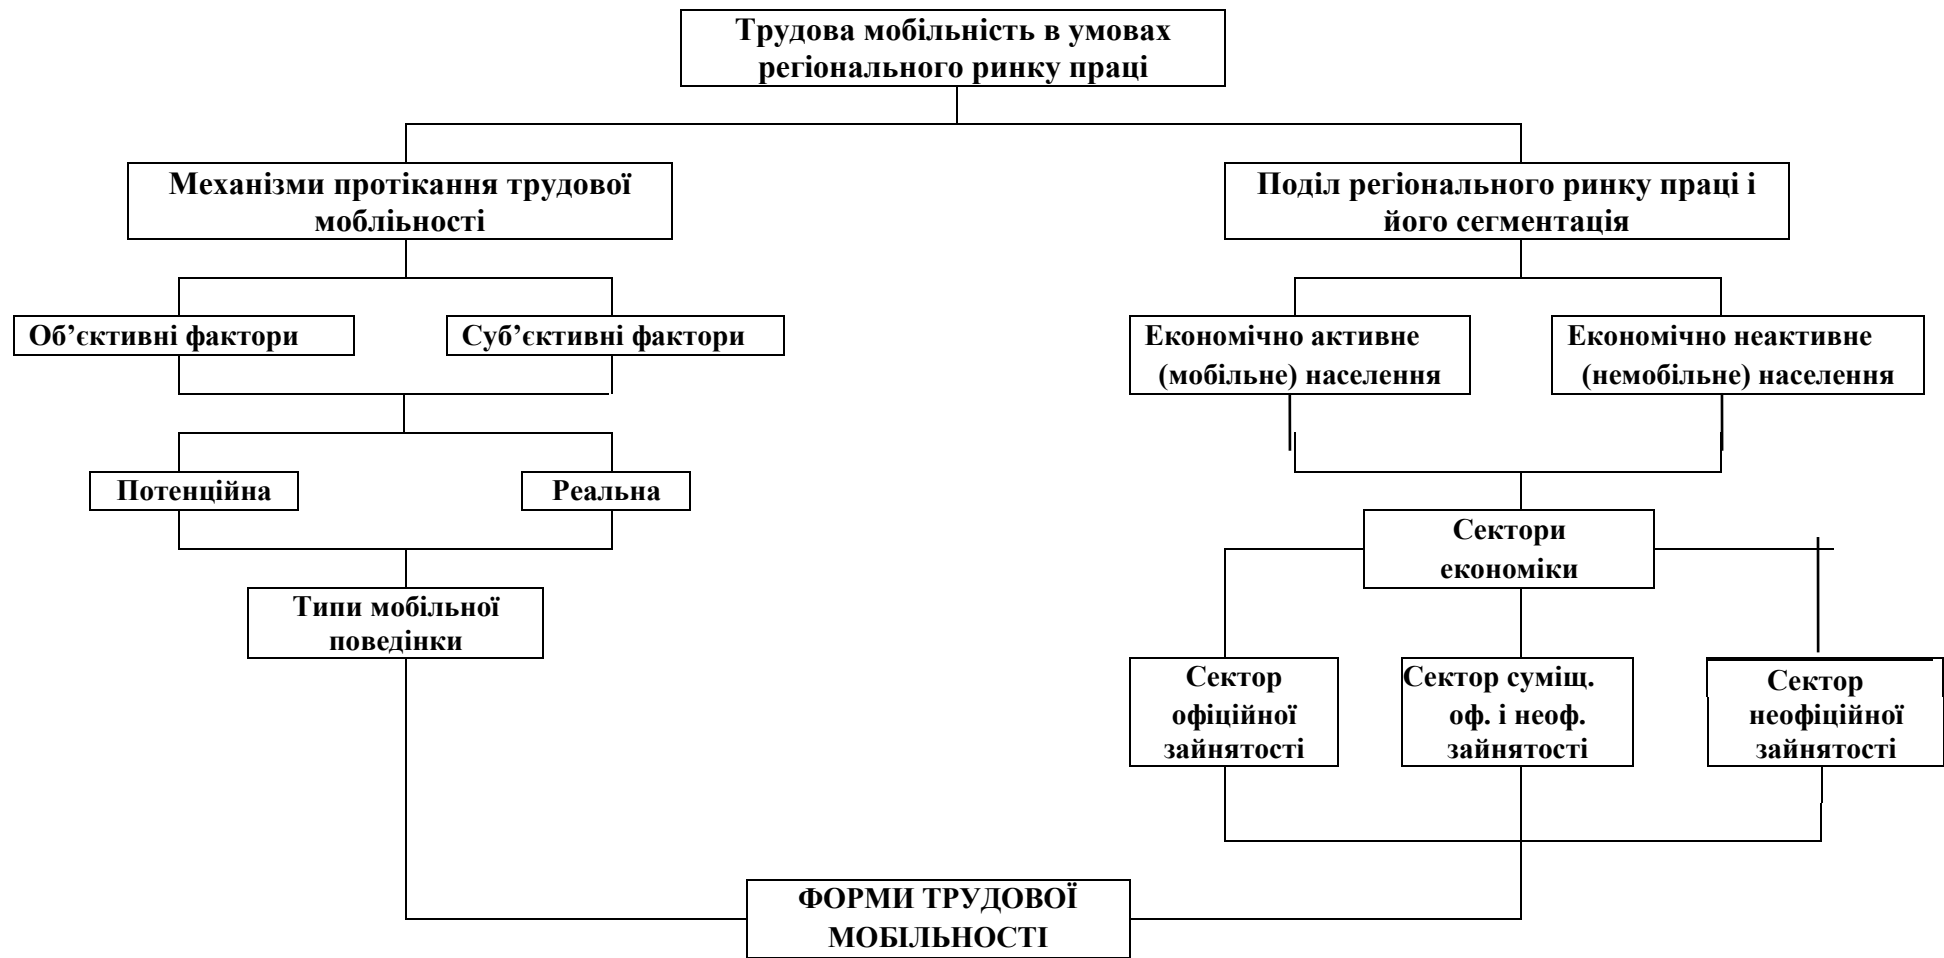 Трудова мобільність в умовах
регіонального ринку праці
Механізми протікання трудової
мобліьності
Поділ регіонального ринку праці і
його сегментація
Об’єктивні фактори
Суб’єктивні фактори
Економічно активне
(мобільне) населення
Економічно неактивне
(немобільне) населення
Потенційна
Реальна
Сектори
економіки
Типи мобільної
поведінки
Сектор
офіційної
зайнятості
Сектор суміщ.
оф. і неоф.
зайнятості
Сектор
неофіційної
зайнятості
ФОРМИ ТРУДОВОЇ
МОБІЛЬНОСТІ